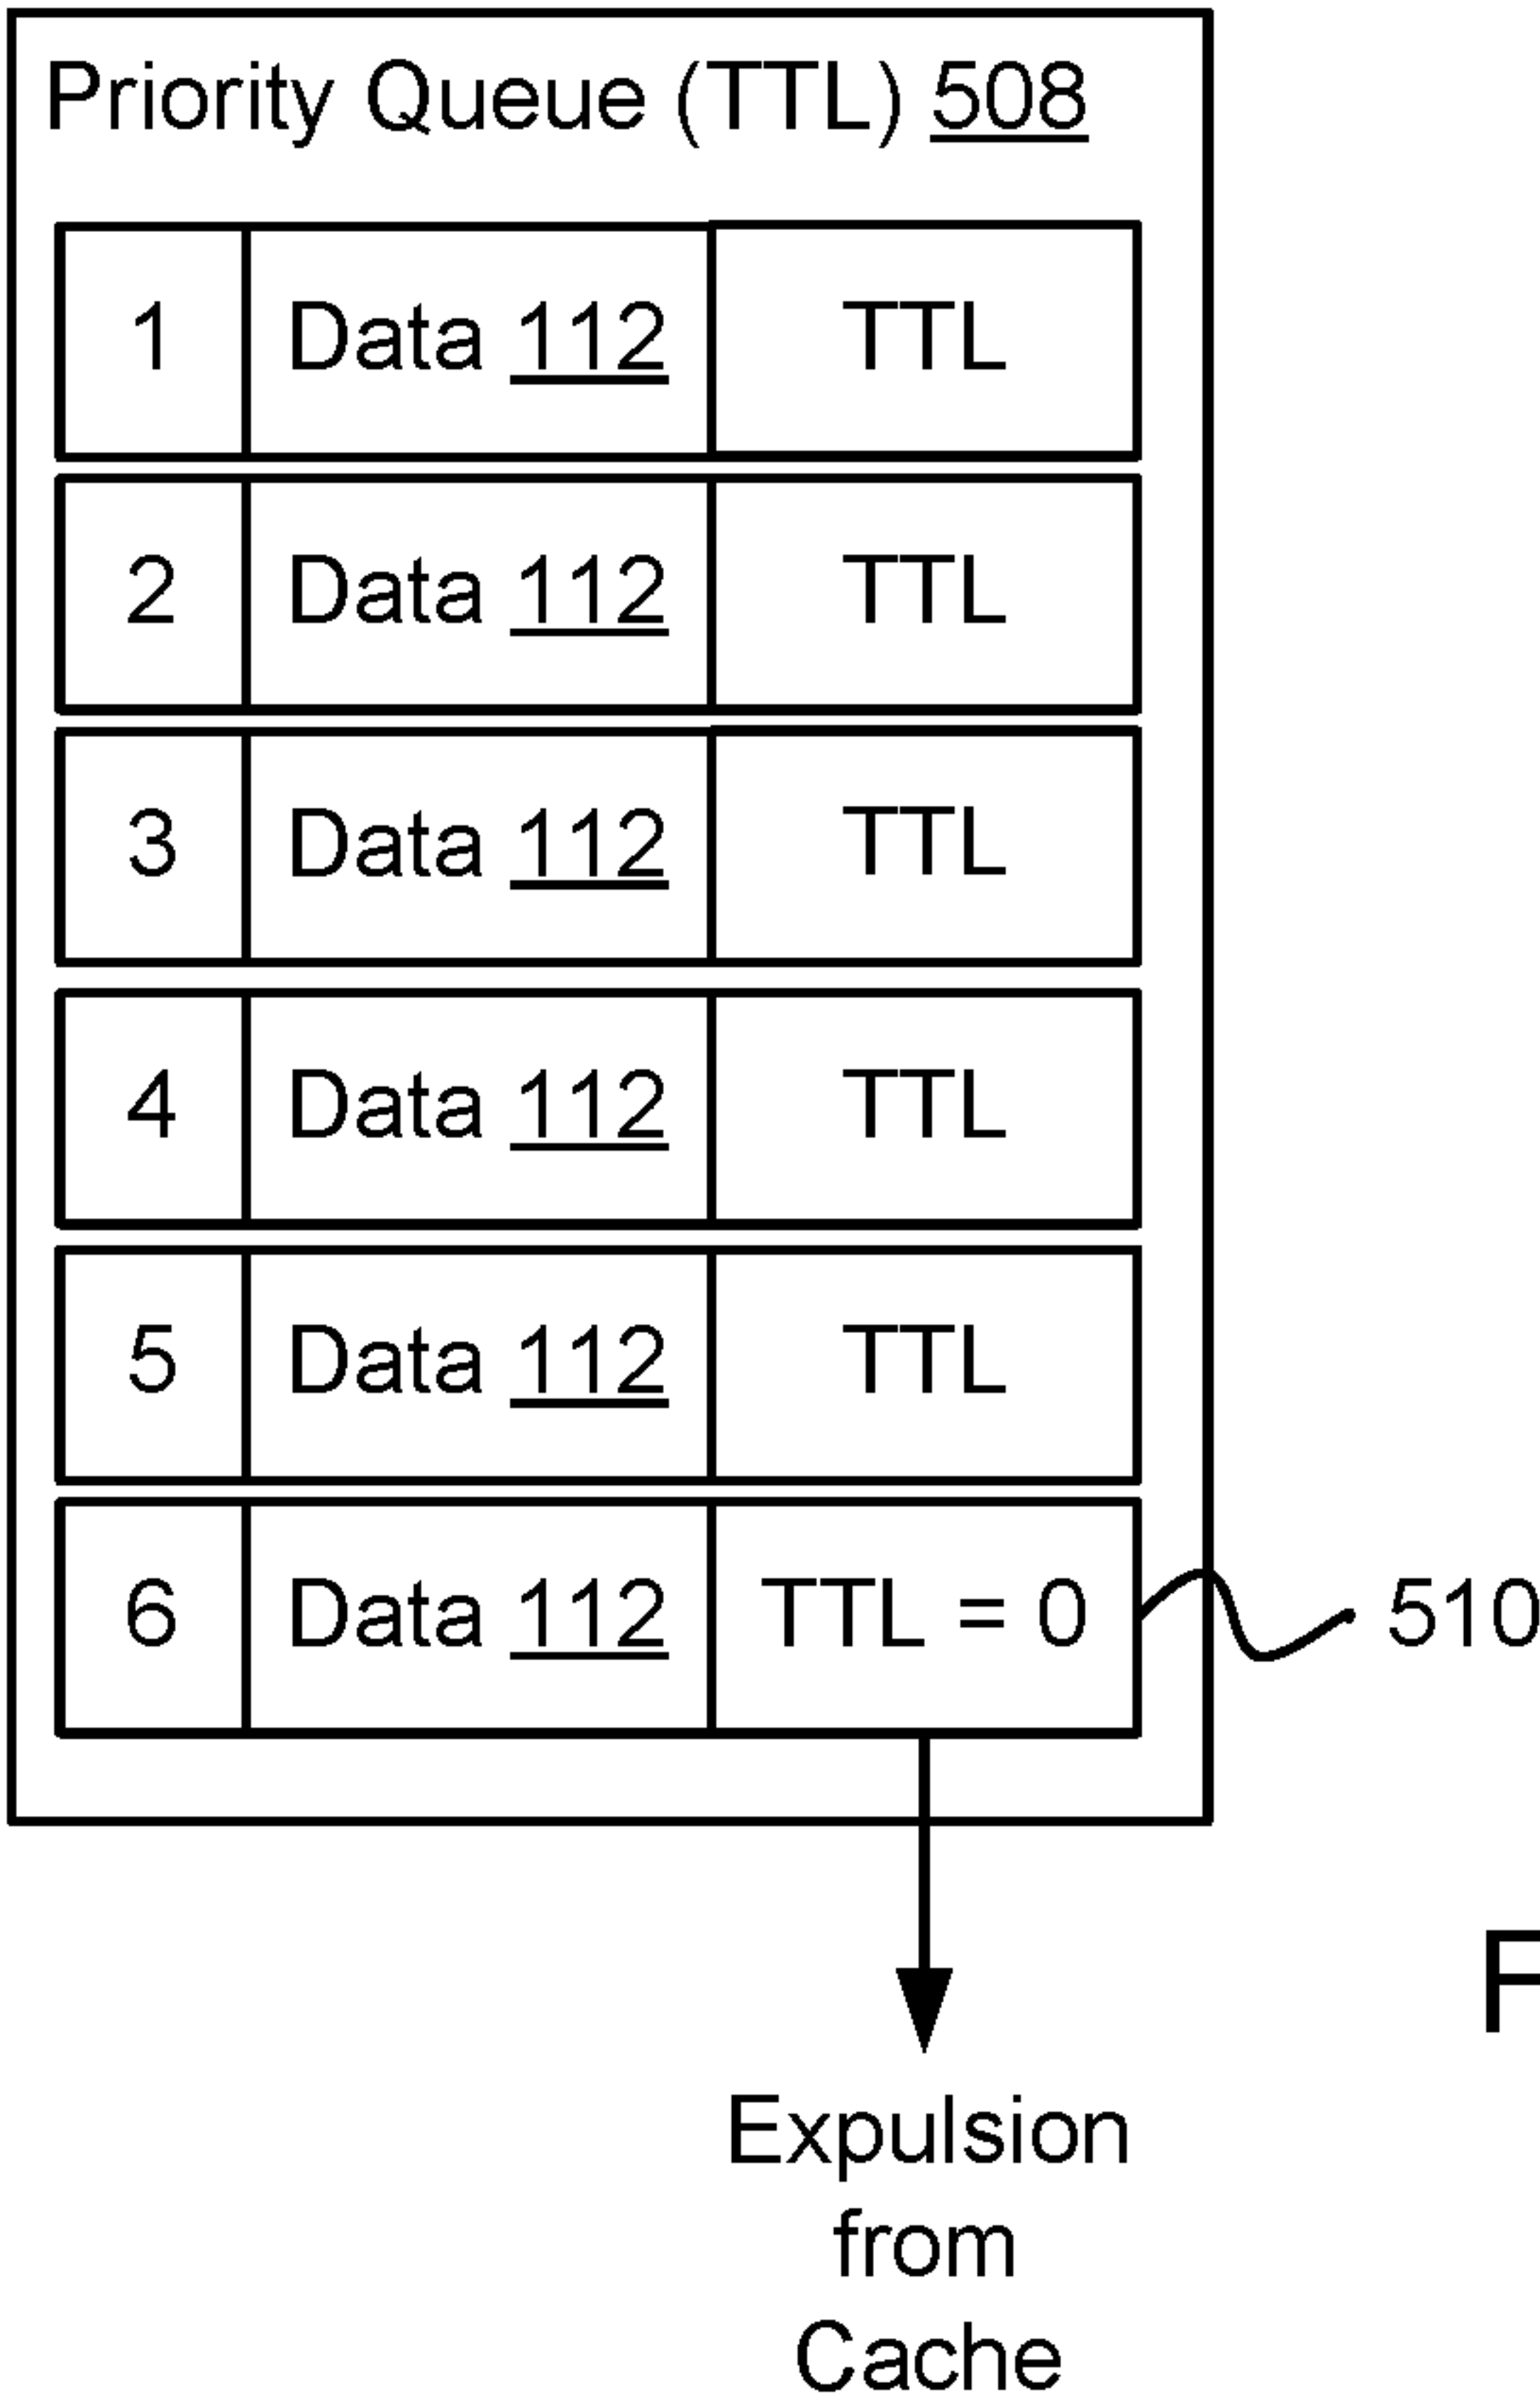 Priority Queue (TTL) 508
1 Data 112 TTL
2 Data 112 TTL
3 Data 112 TTL
4 Data 112 TTL
5 Data 112 TTL
6 Data 112 TTL = 0 510
F
Expulsion
from
Cache